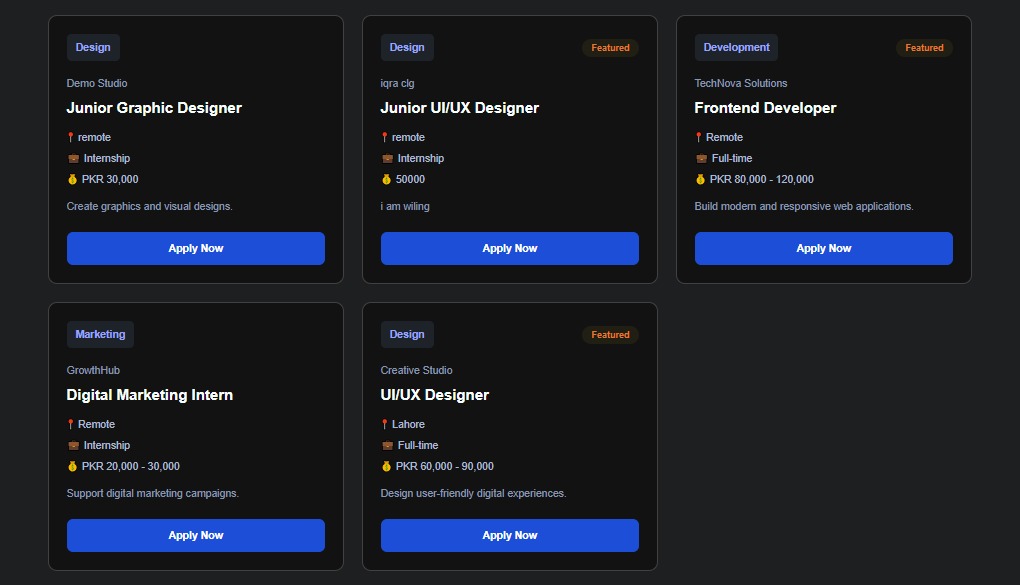 Design
Demo Studio
Junior Graphic Designer
remote
Internship
PKR 30,000
Create graphics and visual designs.
Apply Now
Design Featured
iqra clg
Junior UI/UX Designer
remote
Internship
50000
i am wiling
Apply Now
Development Featured
TechNova Solutions
Frontend Developer
Remote
Full-time
PKR 80,000 - 120,000
Build modern and responsive web applications.
Apply Now
Marketing
GrowthHub
Digital Marketing Intern
Remote
Internship
PKR 20,000 - 30,000
Support digital marketing campaigns.
Apply Now
Design Featured
Creative Studio
UI/UX Designer
Lahore
Full-time
PKR 60,000 - 90,000
Design user-friendly digital experiences.
Apply Now